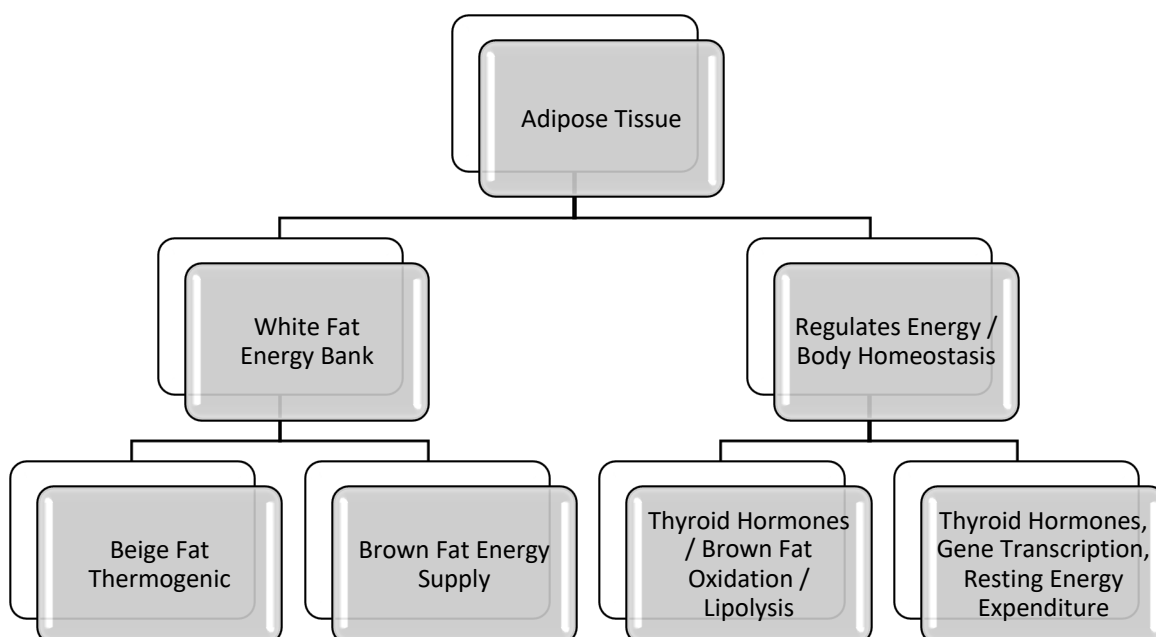 Adipose Tissue
White Fat
Energy Bank
Regulates Energy /
Body Homeostasis
Beige Fat
Thermogenic
Brown Fat Energy
Supply
Thyroid Hormones
/ Brown Fat
Oxidation /
Lipolysis
Thyroid Hormones,
Gene Transcription,
Resting Energy
Expenditure